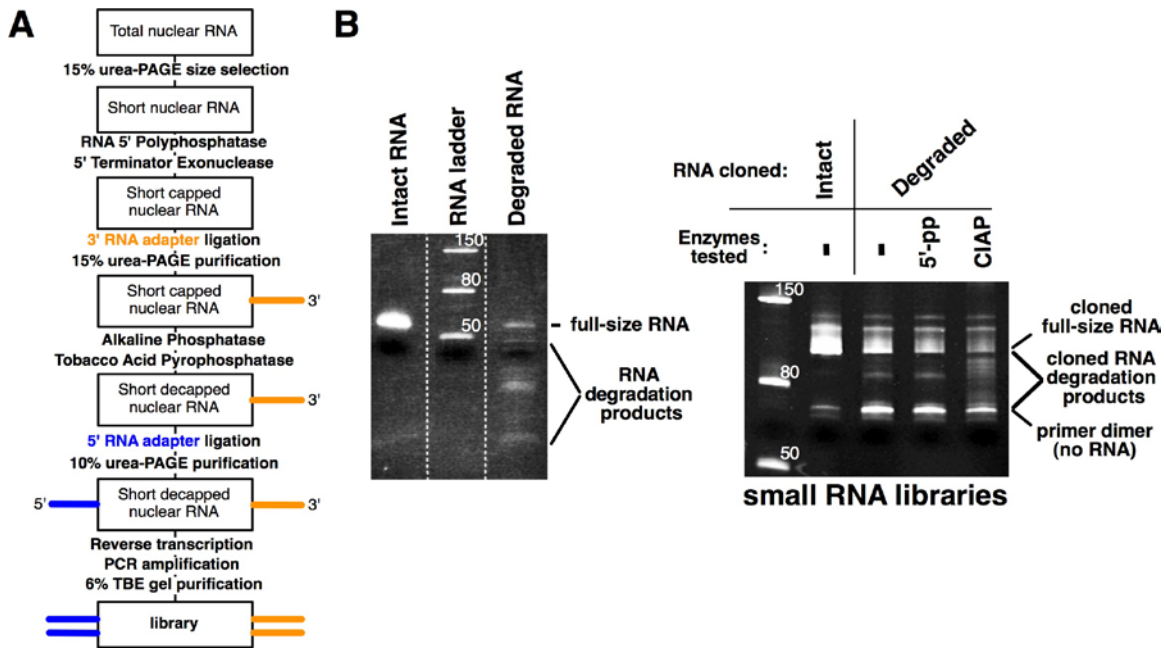 A
Total nuclear RNA
15% urea-PAGE size selection
Short nuclear RNA
RNA 5' Polyphosphatase
5' Terminator Exonuclease
Short capped
nuclear RNA
3' RNA adapter ligation
15% urea-PAGE purification
Short capped
nuclear RNA
3'
Alkaline Phosphatase
Tobacco Acid Pyrophosphatase
Short decapped
nuclear RNA
3'
5' RNA adapter ligation
10% urea-PAGE purification
5'
Short decapped
nuclear RNA
3'
Reverse transcription
PCR amplification
6% TBE gel purification
library
B
Intact RNA
RNA ladder
Degraded RNA
150
80
50
full-size RNA
RNA
degradation
products
RNA cloned:
Intact
Degraded
Enzymes
tested
:
-
-
5'-pp
CIAP
150
80
50
cloned
full-size RNA
cloned RNA
degradation
products
primer dimer
(no RNA)
small RNA libraries